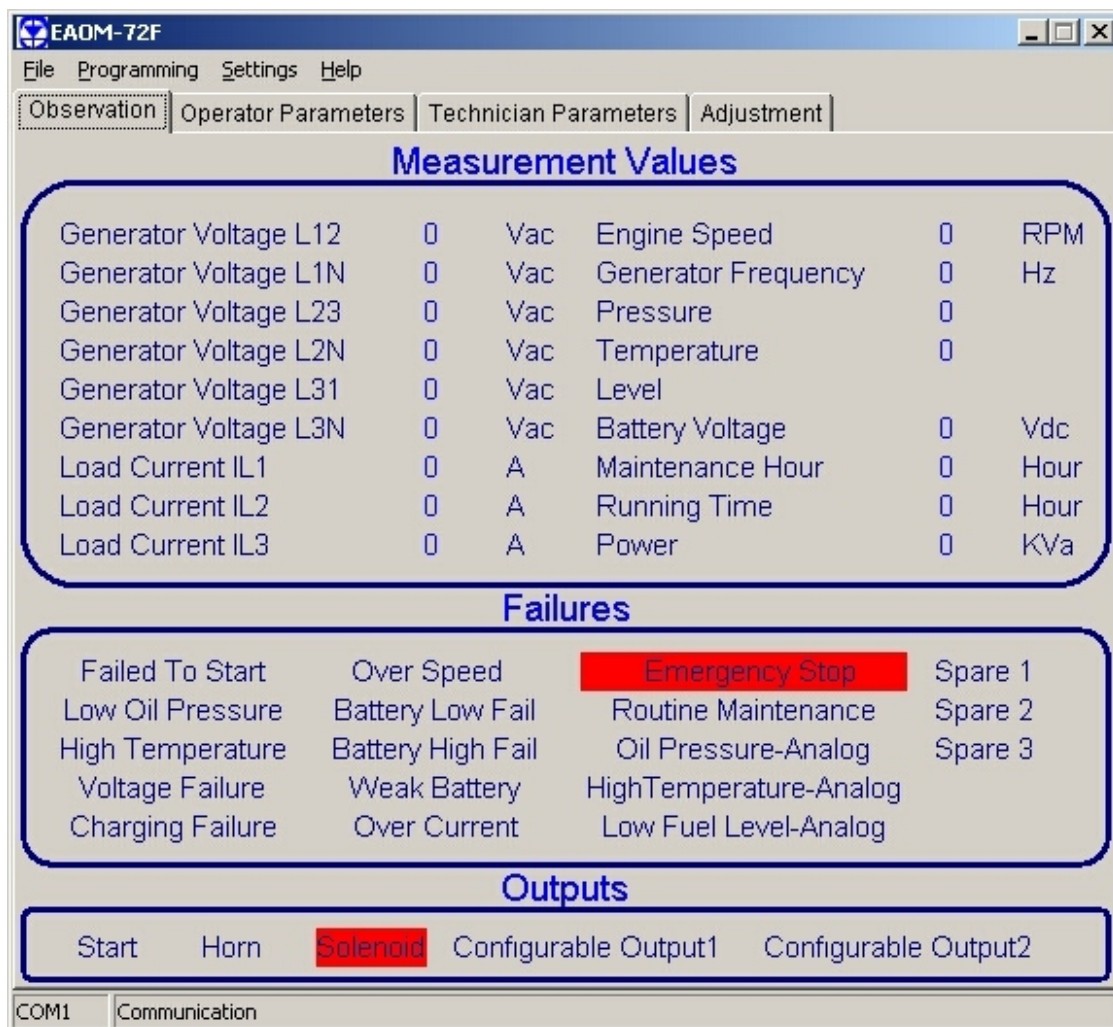 EAOM-72F
File Programming Settings Help
Observation Operator Parameters Technician Parameters Adjustment
Measurement Values
Generator Voltage L12 0 Vac Engine Speed 0 RPM
Generator Voltage L1N 0 Vac Generator Frequency 0 Hz
Generator Voltage L23 0 Vac Pressure 0
Generator Voltage L2N 0 Vac Temperature 0
Generator Voltage L31 0 Vac Level
Generator Voltage L3N 0 Vac Battery Voltage 0 Vdc
Load Current IL1 0 A Maintenance Hour 0 Hour
Load Current IL2 0 A Running Time 0 Hour
Load Current IL3 0 A Power 0 KVa
Failures
Failed To Start Over Speed Emergency Stop Spare 1
Low Oil Pressure Battery Low Fail Routine Maintenance Spare 2
High Temperature Battery High Fail Oil Pressure-Analog Spare 3
Voltage Failure Weak Battery HighTemperature-Analog
Charging Failure Over Current Low Fuel Level-Analog
Outputs
Start Horn Solenoid Configurable Output1 Configurable Output2
COM1 Communication